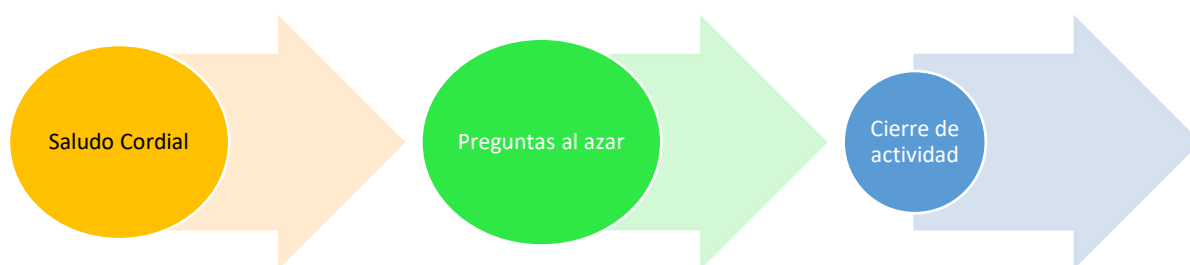 Saludo Cordial
Preguntas al azar
Cierre de
actividad